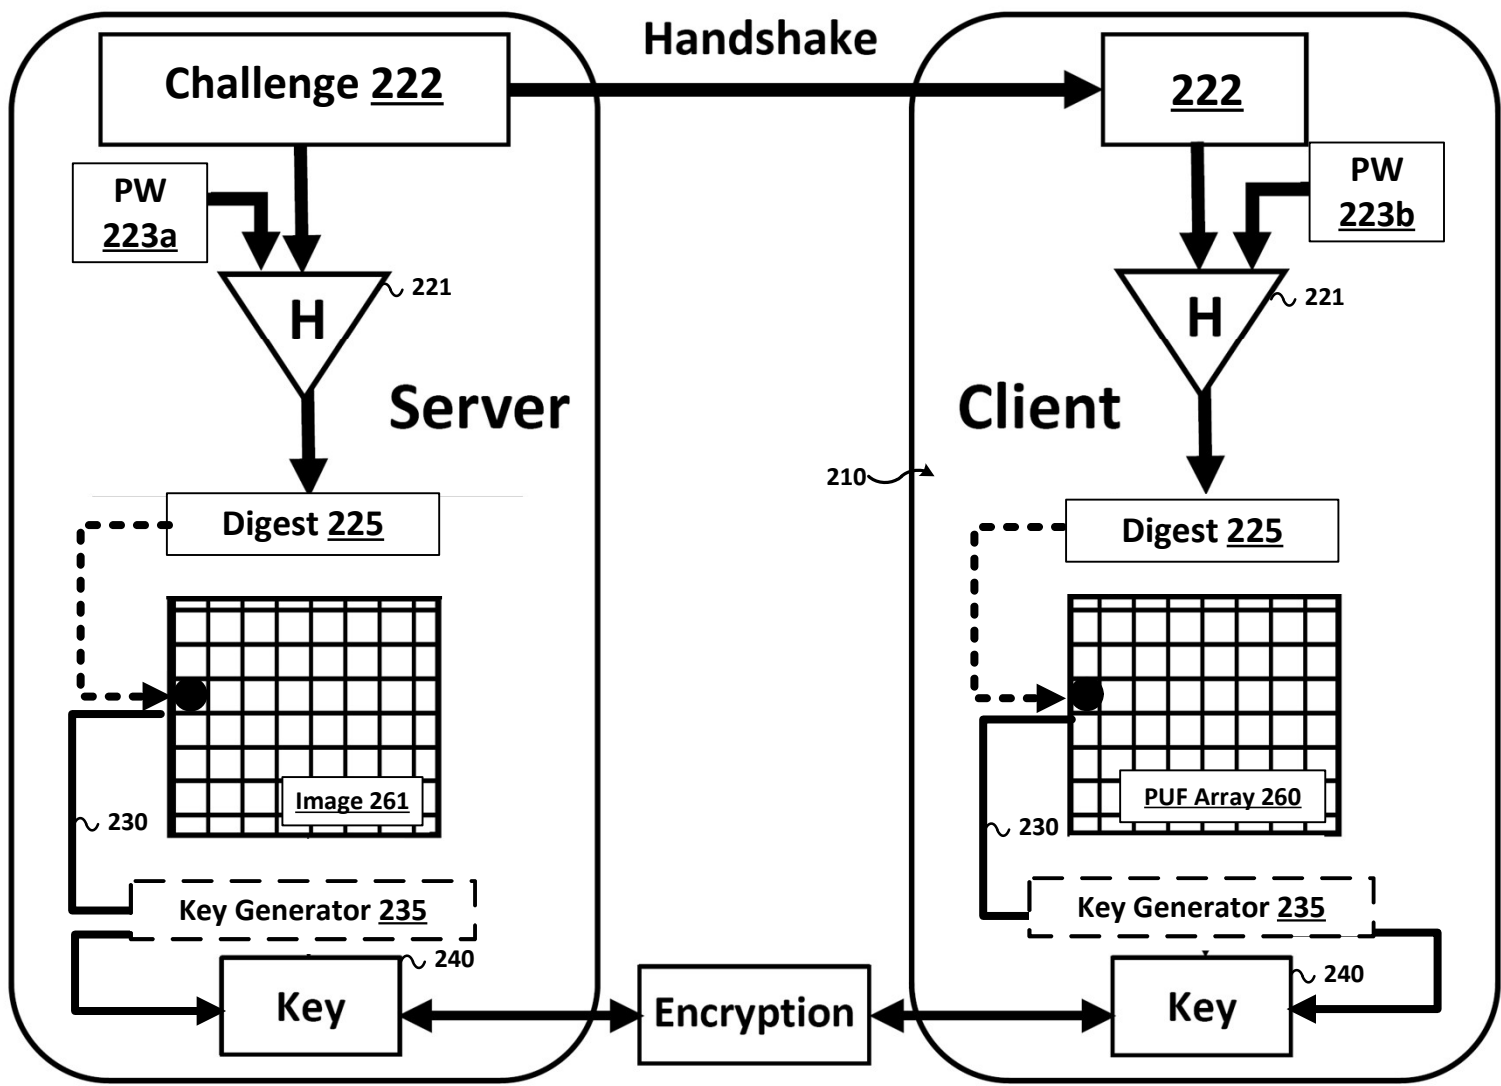 Handshake
Challenge 222
PW
223a
H
221
Server
Digest 225
Image 261
230
Key Generator 235
240
Key
Encryption
222
PW
223b
H
221
Client
210
Digest 225
PUF Array 260
230
Key Generator 235
240
Key